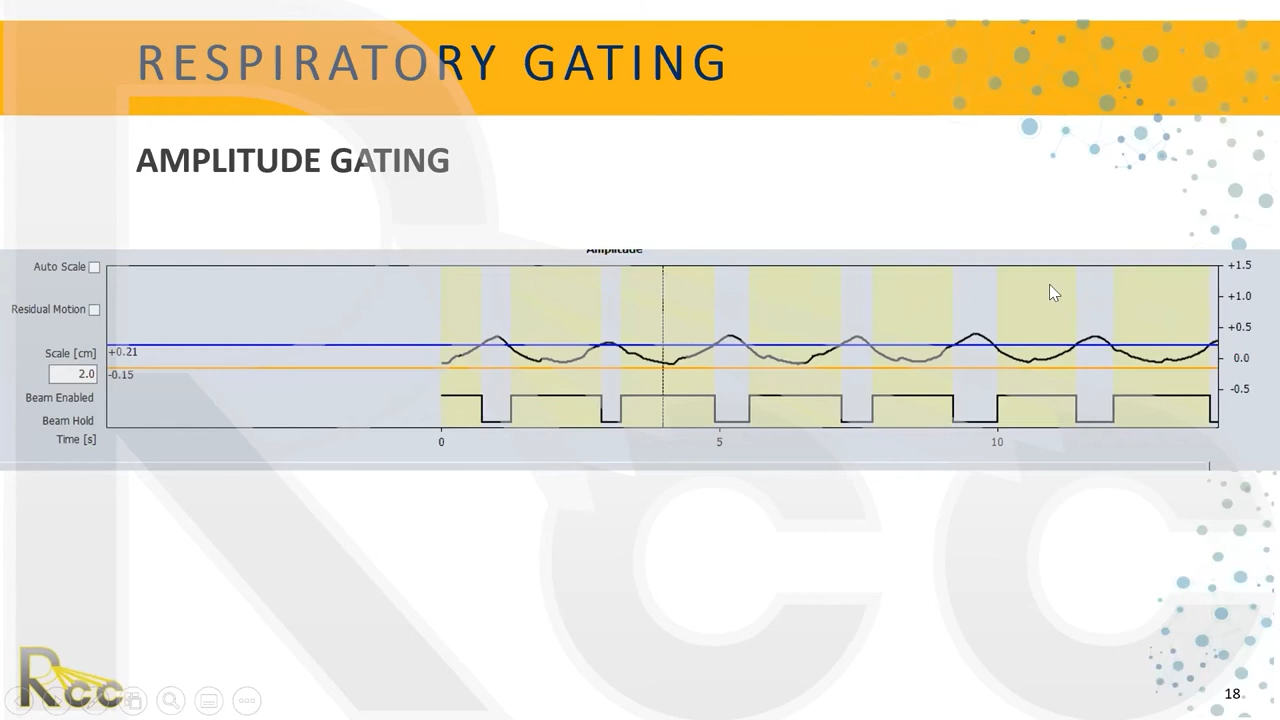 RESPIRATORY GATING
AMPLITUDE GATING
Amplitude
Auto Scale
Residual Motion
Scale [cm]
2.0
Beam Enabled
Beam Hold
Time [s]
+0.21
-0.15
+1.5
+1.0
+0.5
0.0
-0.5
0 5 10
Rcc
18